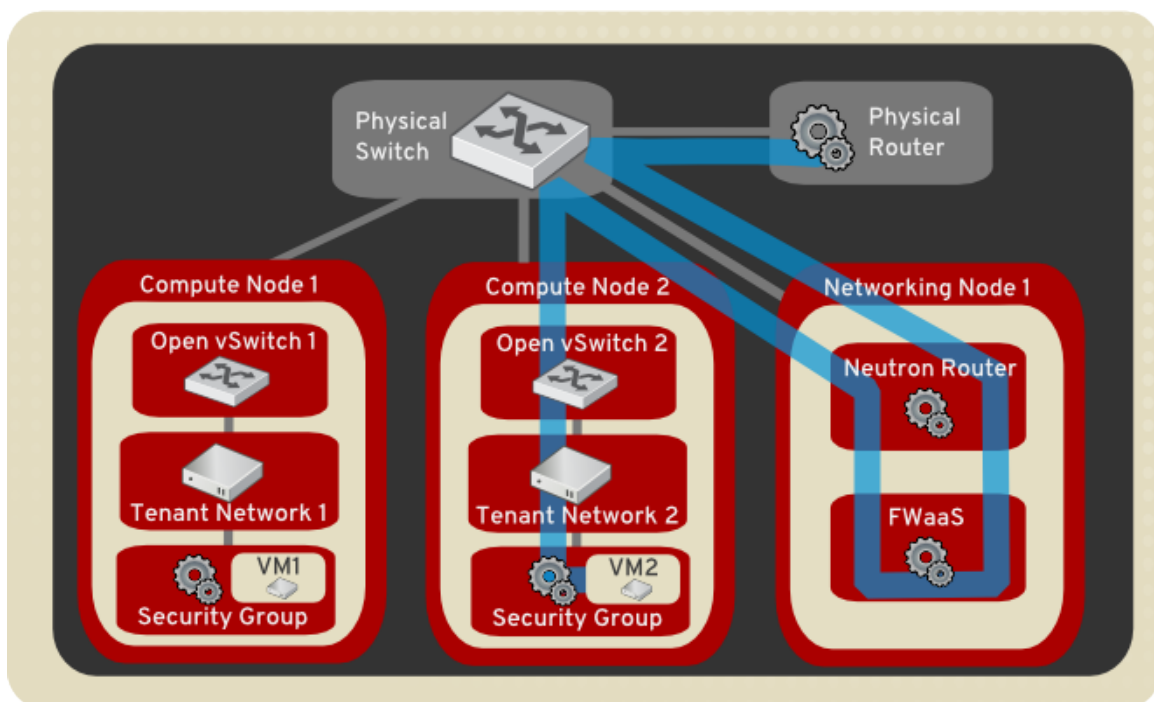 Physical
Switch
Physical
Router
Compute Node 1
Open vSwitch 1
Tenant Network 1
VM1
Security Group
Compute Node 2
Open vSwitch 2
Tenant Network 2
VM2
Security Group
Networking Node 1
Neutron Router
FWaaS